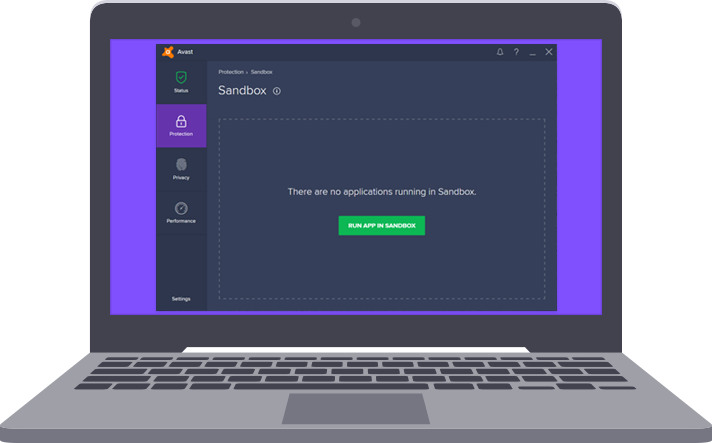 Avast
?
Status
Protection
Privacy
Performance
Settings
Protection › Sandbox
Sandbox
There are no applications running in Sandbox.
RUN APP IN SANDBOX